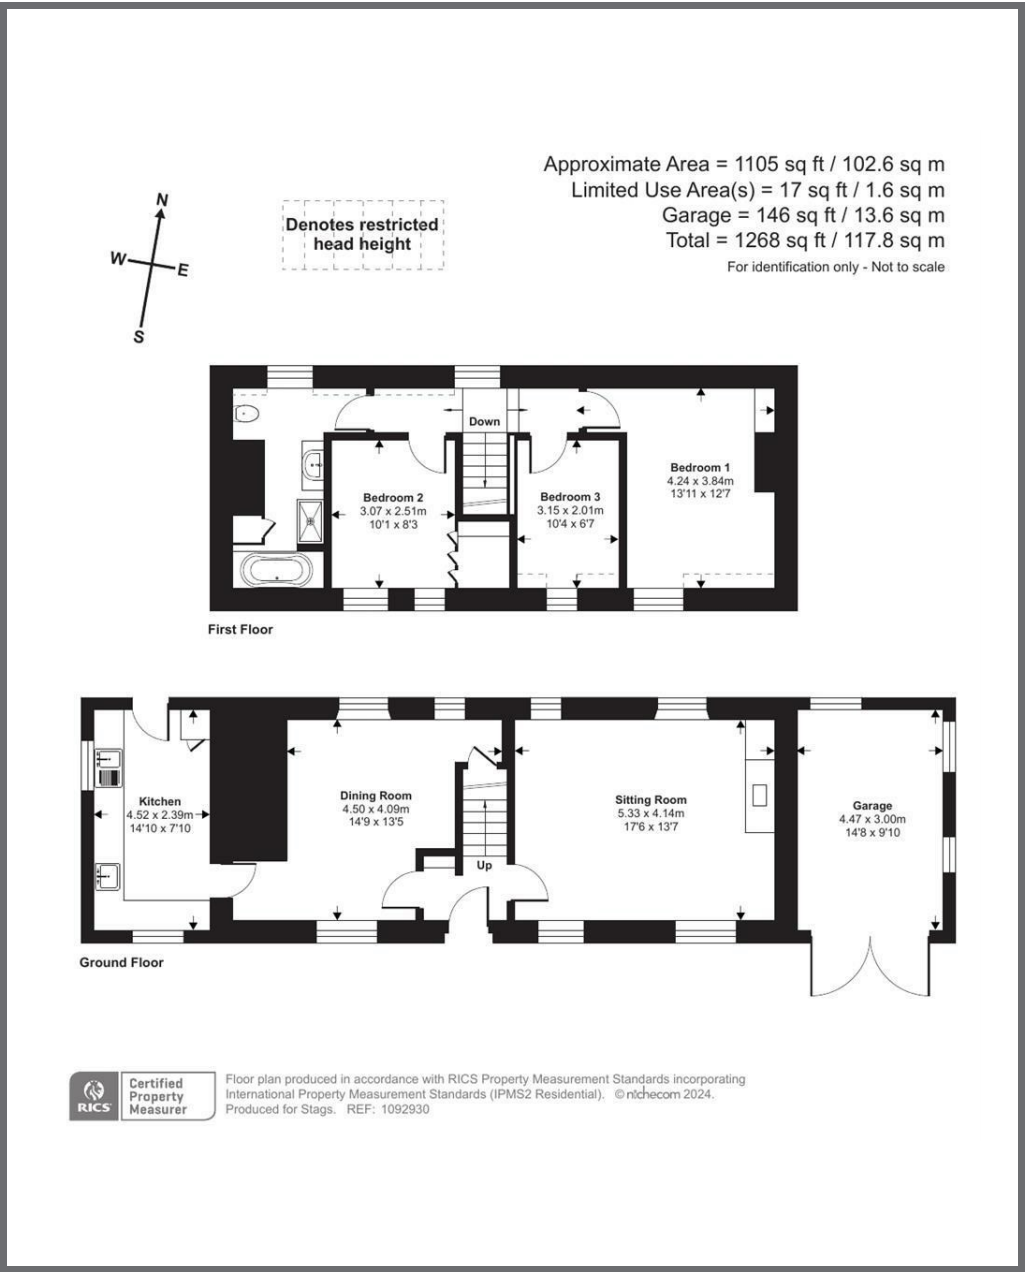 Approximate Area = 1105 sq ft / 102.6 sq m
Limited Use Area(s) = 17 sq ft / 1.6 sq m
Garage = 146 sq ft / 13.6 sq m
Total = 1268 sq ft / 117.8 sq m
For identification only - Not to scale
N
W
E
S
Denotes restricted
head height
Down
Bedroom 1
4.24 x 3.84m
13'11 x 12'7
Bedroom 2
3.07 x 2.51m
10'1 x 8'3
Bedroom 3
3.15 x 2.01m
10'4 x 6'7
First Floor
Kitchen
4.52 x 2.39m
14'10 x 7'10
Dining Room
4.50 x 4.09m
14'9 x 13'5
Up
Sitting Room
5.33 x 4.14m
17'6 x 13'7
Garage
4.47 x 3.00m
14'8 x 9'10
Ground Floor
RICS
Certified
Property
Measurer
Floor plan produced in accordance with RICS Property Measurement Standards incorporating
International Property Measurement Standards (IPMS2 Residential). © nichecom 2024.
Produced for Stags. REF: 1092930